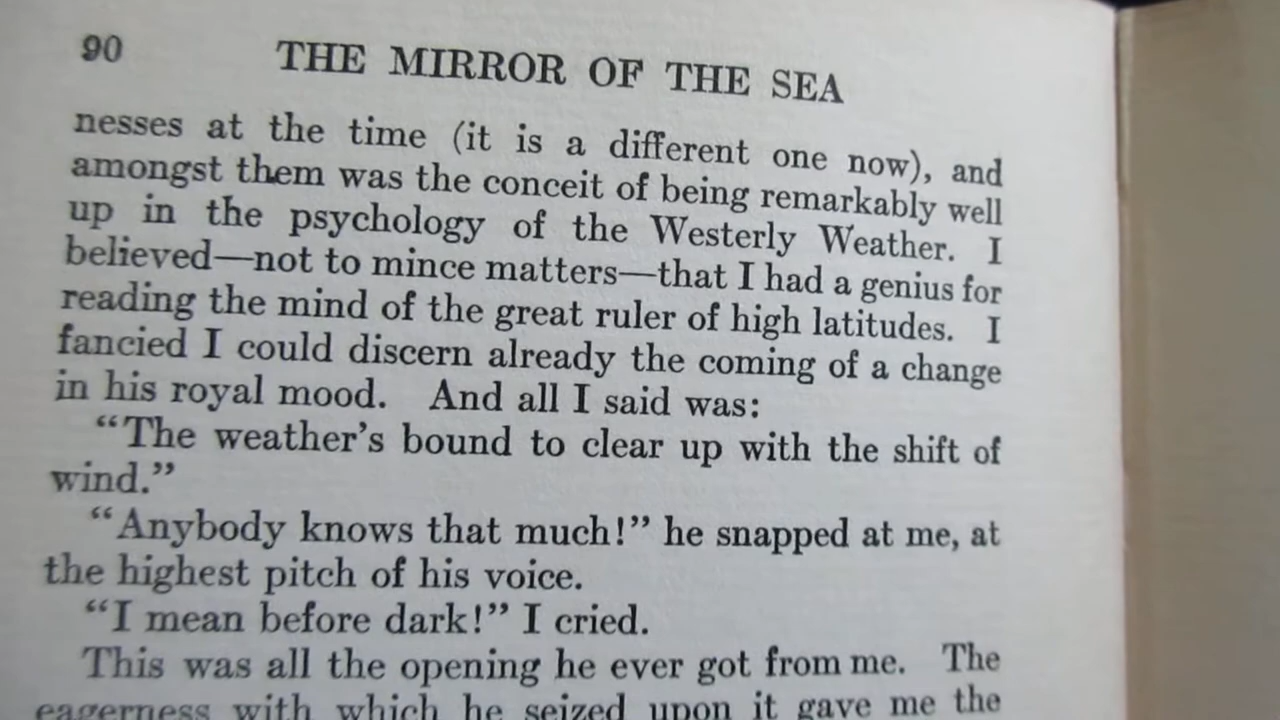 90 THE MIRROR OF THE SEA
nesses at the time (it is a different one now), and
amongst them was the conceit of being remarkably well
up in the psychology of the Westerly Weather. I
believed—not to mince matters—that I had a genius for
reading the mind of the great ruler of high latitudes. I
fancied I could discern already the coming of a change
in his royal mood. And all I said was:
“The weather’s bound to clear up with the shift of
wind.”
“Anybody knows that much!” he snapped at me, at
the highest pitch of his voice.
“I mean before dark!” I cried.
This was all the opening he ever got from me. The
eagerness with which he seized upon it gave me the